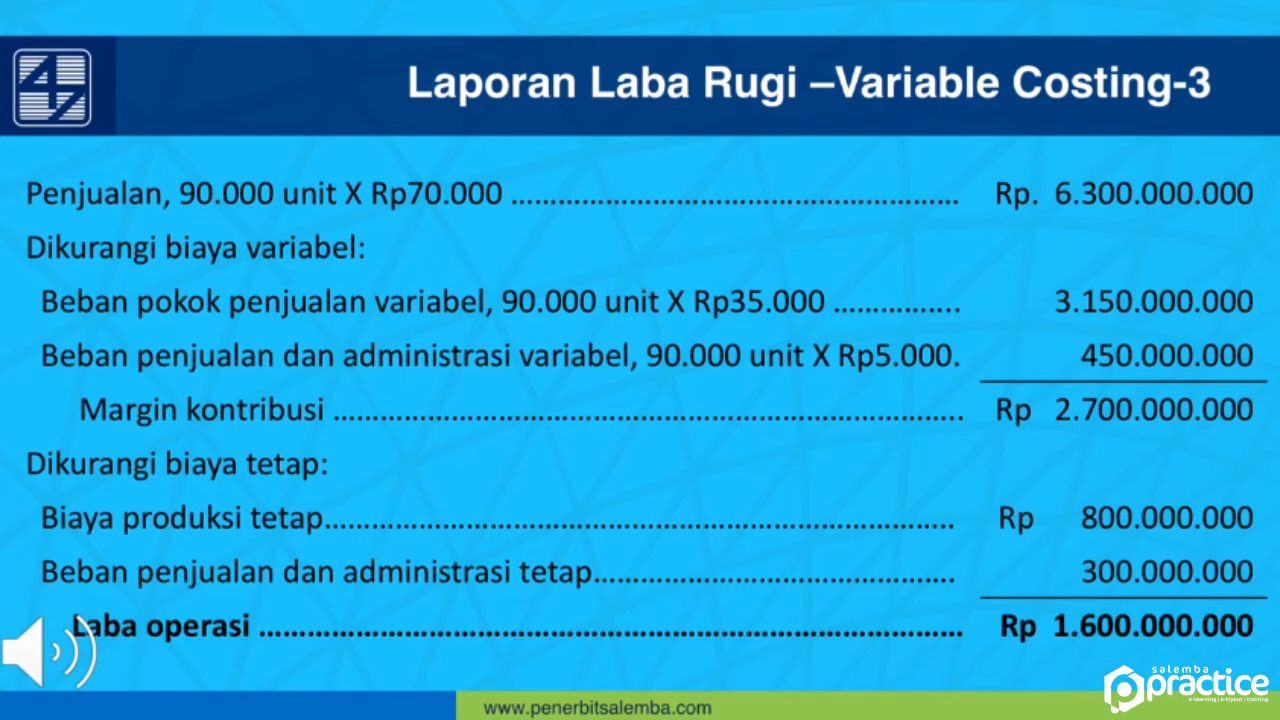 Laporan Laba Rugi –Variable Costing-3
Penjualan, 90.000 unit X Rp70.000 ………………………………………………… Rp. 6.300.000.000
Dikurangi biaya variabel:
Beban pokok penjualan variabel, 90.000 unit X Rp35.000 …………... 3.150.000.000
Beban penjualan dan administrasi variabel, 90.000 unit X Rp5.000. 450.000.000
Margin kontribusi …………………………………………………………………….. Rp 2.700.000.000
Dikurangi biaya tetap:
Biaya produksi tetap…………………………………………………………………….. Rp 800.000.000
Beban penjualan dan administrasi tetap………………………………………. 300.000.000
Laba operasi ……………………………………………………………………………… Rp 1.600.000.000
www.penerbitsalemba.com
salemba
practice
e-learning | e-tryout | training